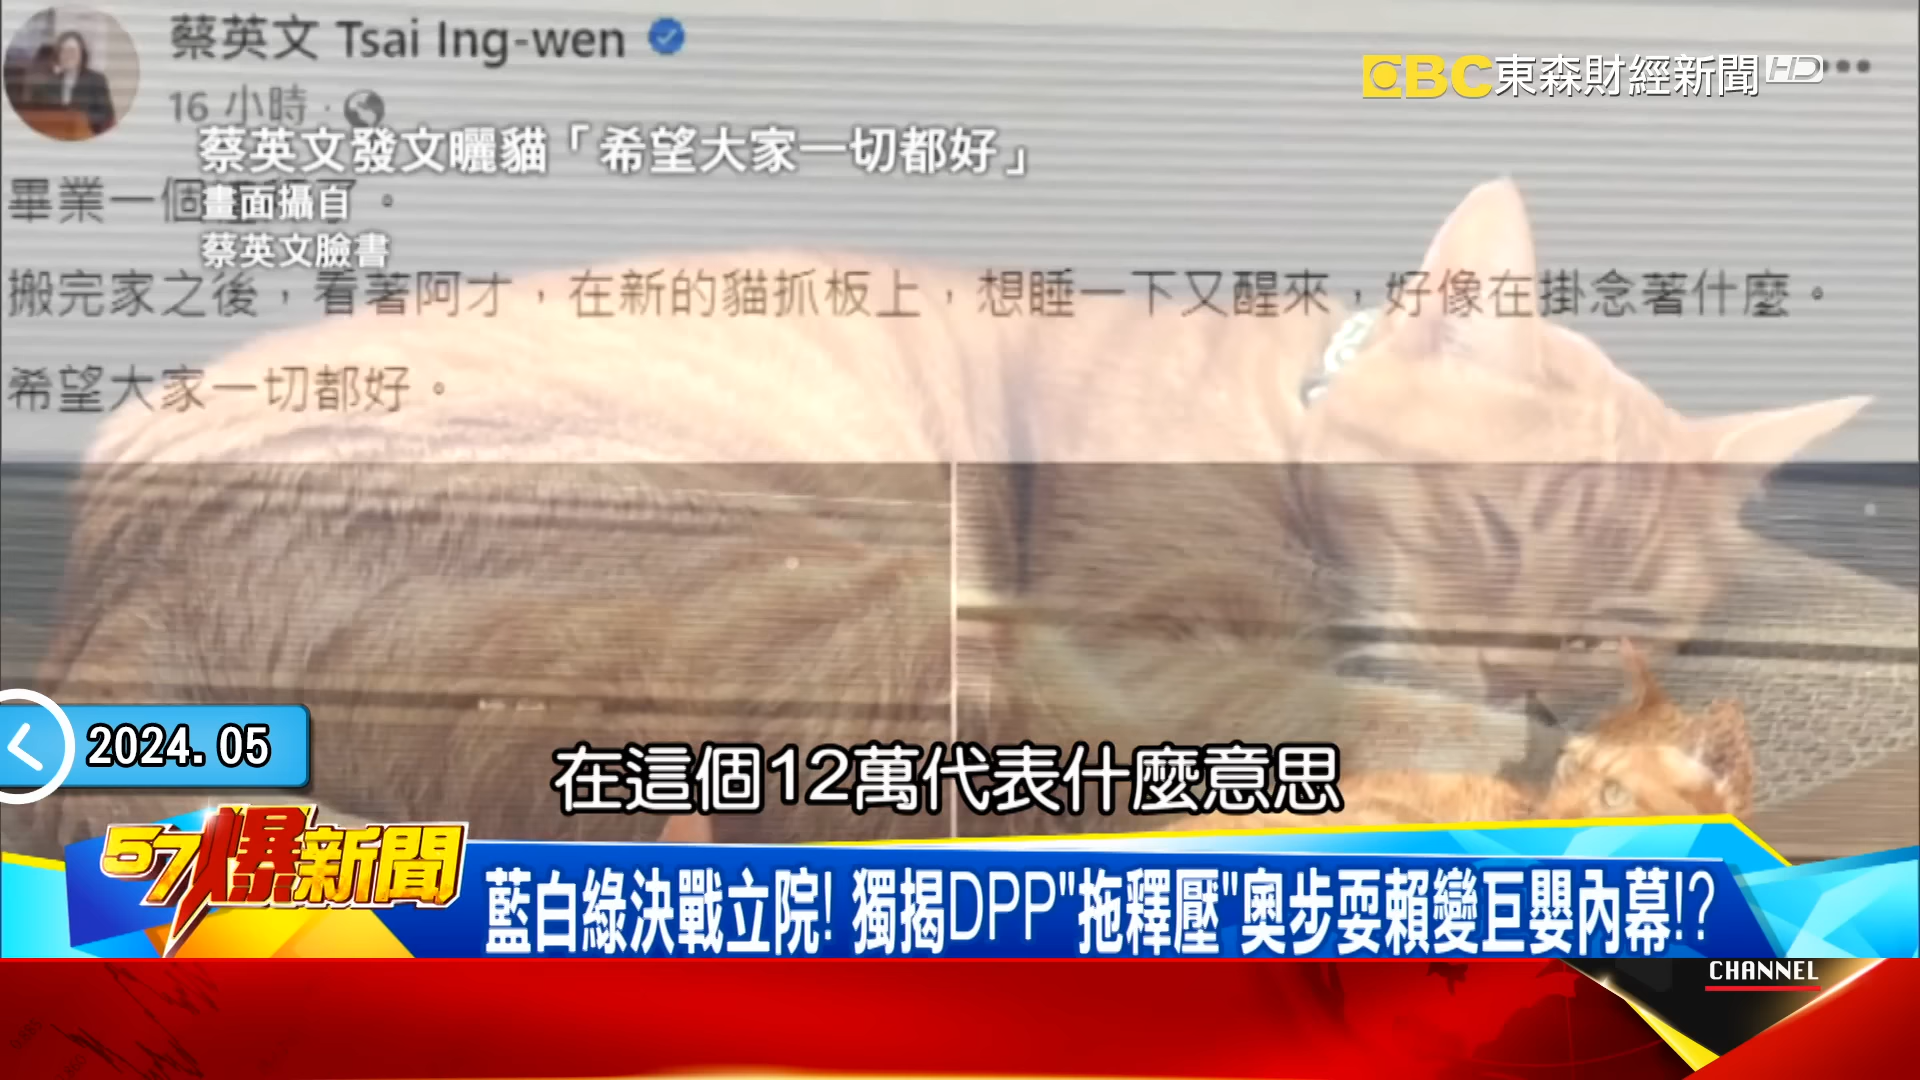 蔡英文 Tsai Ing-wen
EBC東森財經新聞HD
16 小時 ·
蔡英文發文曬貓「希望大家一切都好」
畢業一個
了。
畫面攝自
蔡英文臉書
搬完家之後，看著阿才，在新的貓抓板上，想睡一下又醒來，好像在掛念著什麼。
希望大家一切都好。
2024.05
在這個12萬代表什麼意思
57爆新聞
藍白綠決戰立院! 獨揭DPP"拖釋壓"奧步耍賴變巨嬰內幕!?
CHANNEL